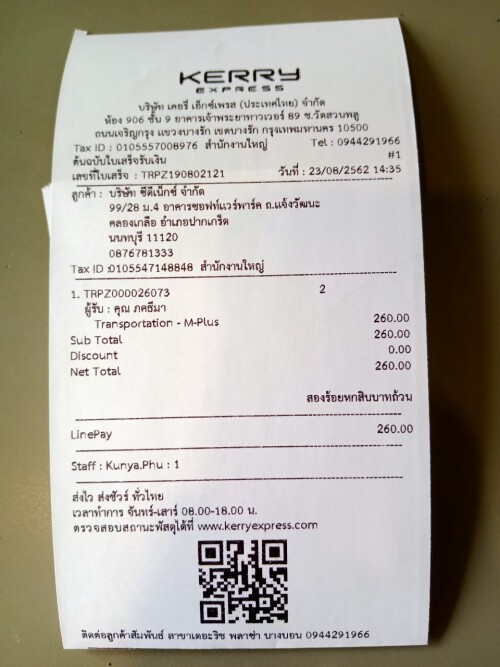 KERRY
EXPRESS
บริษัท เคอรี่ เอ็กซ์เพรส (ประเทศไทย) จำกัด
ห้อง 906 ชั้น 9 อาคารเจ้าพระยาทาวเวอร์ 89 ซ.วัดสวนพลู
ถนนเจริญกรุง แขวงบางรัก เขตบางรัก กรุงเทพมหานคร 10500
Tax ID : 0105557008976 สำนักงานใหญ่ Tel : 0944291966
ต้นฉบับใบเสร็จรับเงิน #1
เลขที่ใบเสร็จ : TRPZ190802121 วันที่ : 23/08/2562 14:35
ลูกค้า : บริษัท ซีดีเน็กซ์ จำกัด
99/28 ม.4 อาคารซอฟท์แวร์พาร์ค ถ.แจ้งวัฒนะ
คลองเกลือ อำเภอปากเกร็ด
นนทบุรี 11120
0876781333
Tax ID :0105547148848 สำนักงานใหญ่
1. TRPZ000026073 2
ผู้รับ : คุณ ภคธีมา
Transportation - M-Plus 260.00
Sub Total 260.00
Discount 0.00
Net Total 260.00
สองร้อยหกสิบบาทถ้วน
LinePay 260.00
Staff : Kunya.Phu : 1
ส่งไว ส่งชัวร์ ทั่วไทย
เวลาทำการ จันทร์-เสาร์ 08.00-18.00 น.
ตรวจสอบสถานะพัสดุได้ที่ www.kerryexpress.com
ติดต่อลูกค้าสัมพันธ์ สาขาเดอะริช พลาซ่า บางบอน 0944291966